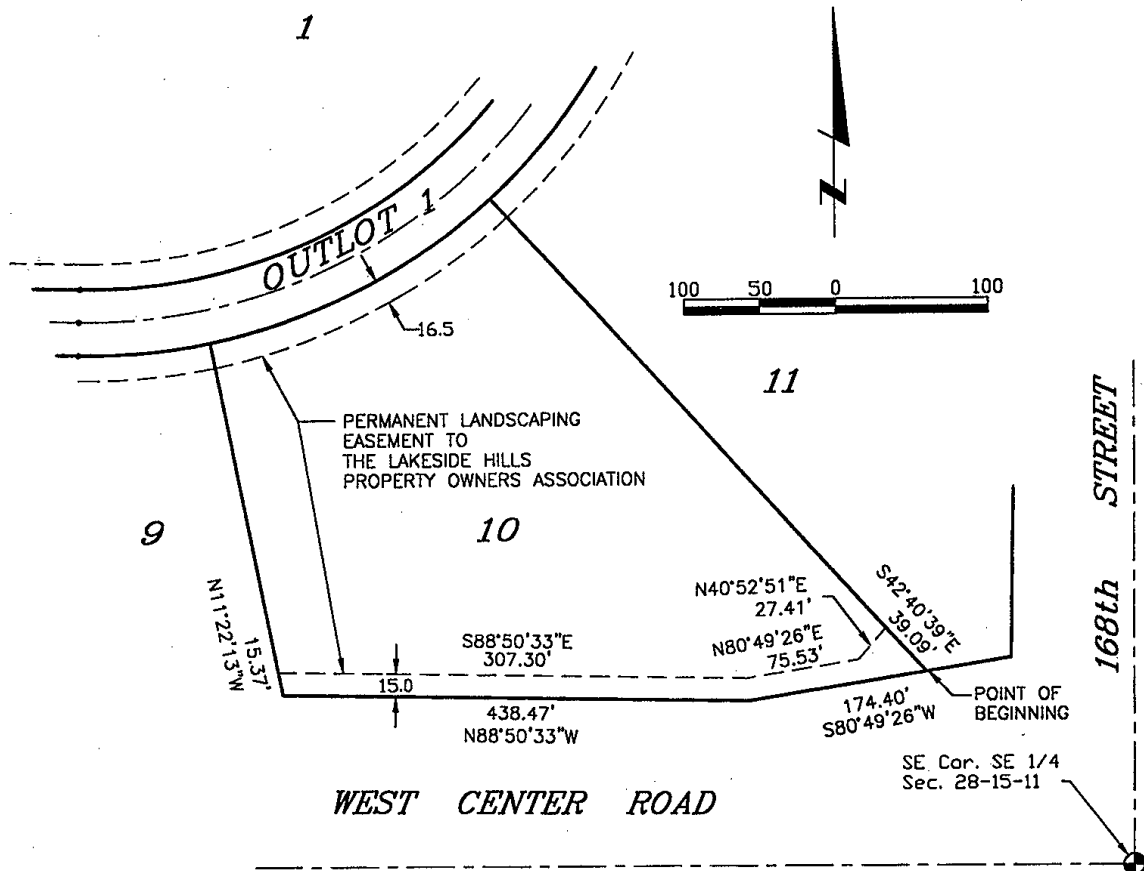 1
OUTLOT 1
16.5
N
100 50 0 100
11
168th STREET
PERMANENT LANDSCAPING
EASEMENT TO
THE LAKESIDE HILLS
PROPERTY OWNERS ASSOCIATION
9
10
N11°22'13"W
15.37'
S88°50'33"E
307.30'
15.0
438.47'
N88°50'33"W
N40°52'51"E
27.41'
N80°49'26"E
75.53'
S42°40'39"E
39.09'
174.40'
S80°49'26"W
POINT OF
BEGINNING
SE Cor. SE 1/4
Sec. 28-15-11
WEST CENTER ROAD